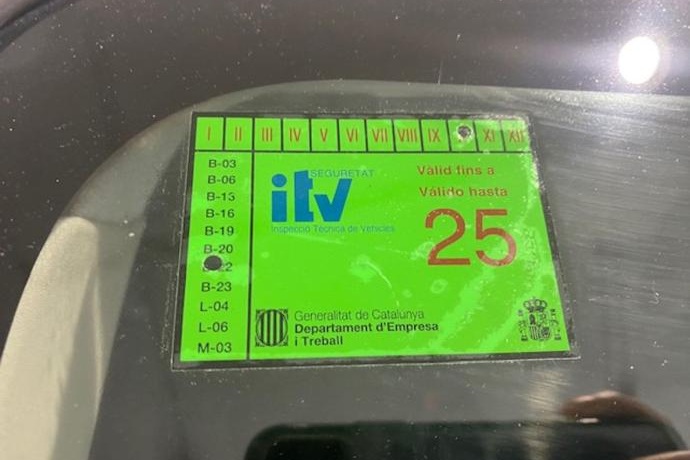 I II III IV V VI VII VIII IX XI XII
B-03
B-06
B-15
B-16
B-19
B-20
B-23
L-04
L-06
M-03
SEGURETAT
itv
Inspecció Tècnica de Vehicles
Vàlid fins a
Válido hasta
25
Generalitat de Catalunya
Departament d'Empresa
i Treball